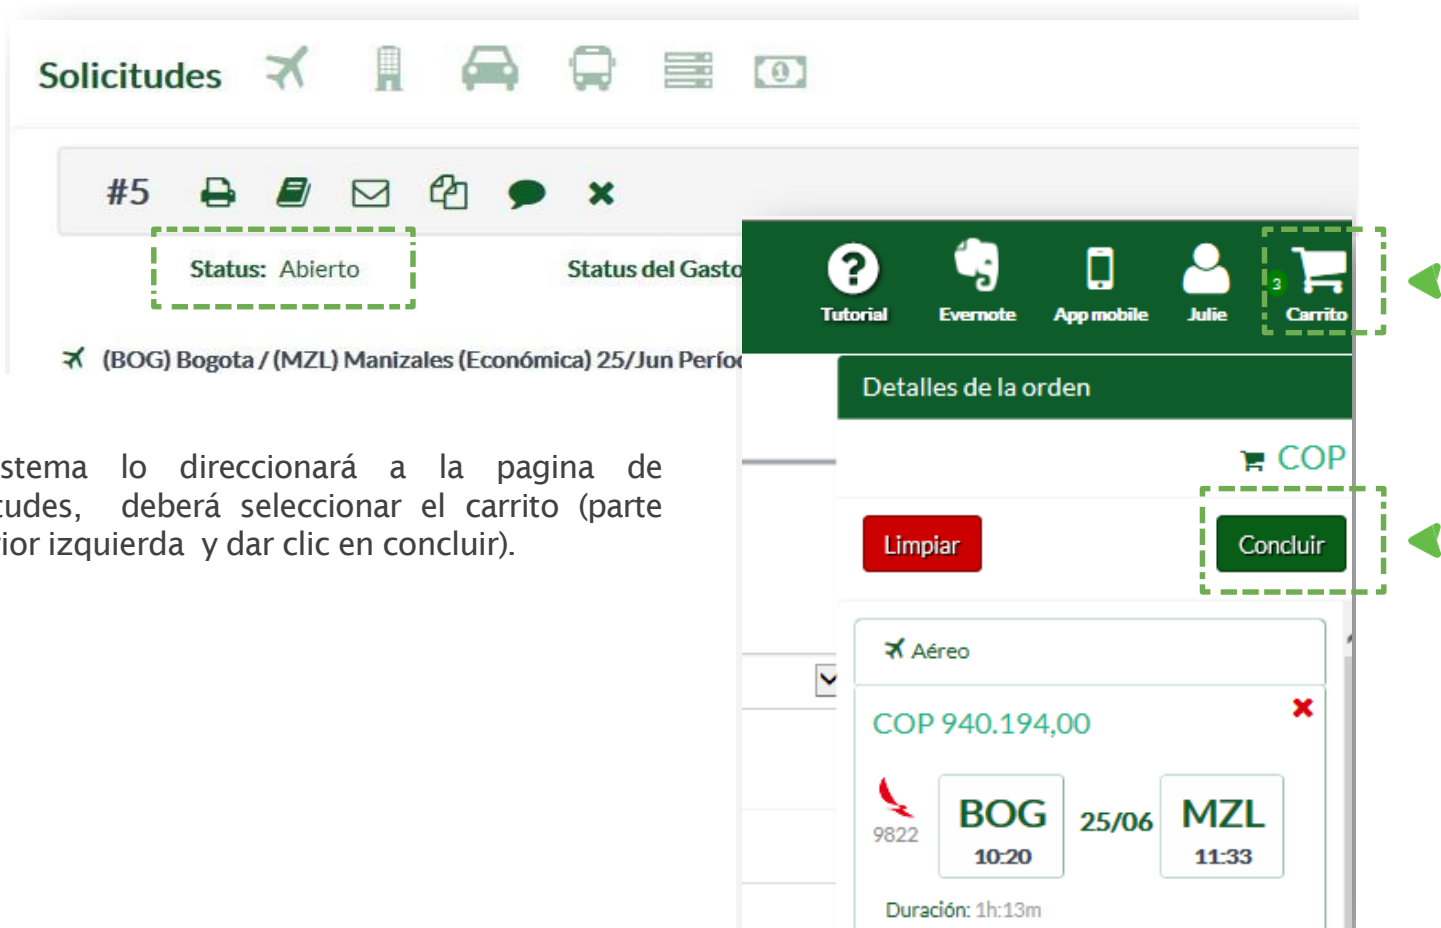 Solicitudes
#5
Status: Abierto
Status del Gasto
(BOG) Bogota / (MZL) Manizales (Económica) 25/Jun Períod
stema lo direccionará a la pagina de
tudes, deberá seleccionar el carrito (parte
rior izquierda y dar clic en concluir).
Tutorial
Evernote
App mobile
Julie
3
Carrito
Detalles de la orden
COP
Limpiar
Concluir
Aéreo
COP 940.194,00
9822
BOG
10:20
25/06
MZL
11:33
Duración: 1h:13m